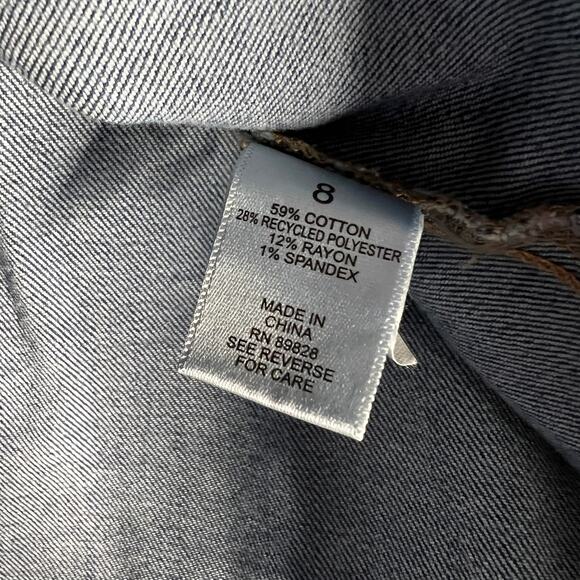 8
59% COTTON
28% RECYCLED POLYESTER
12% RAYON
1% SPANDEX
MADE IN
CHINA
RN 89828
SEE REVERSE
FOR CARE